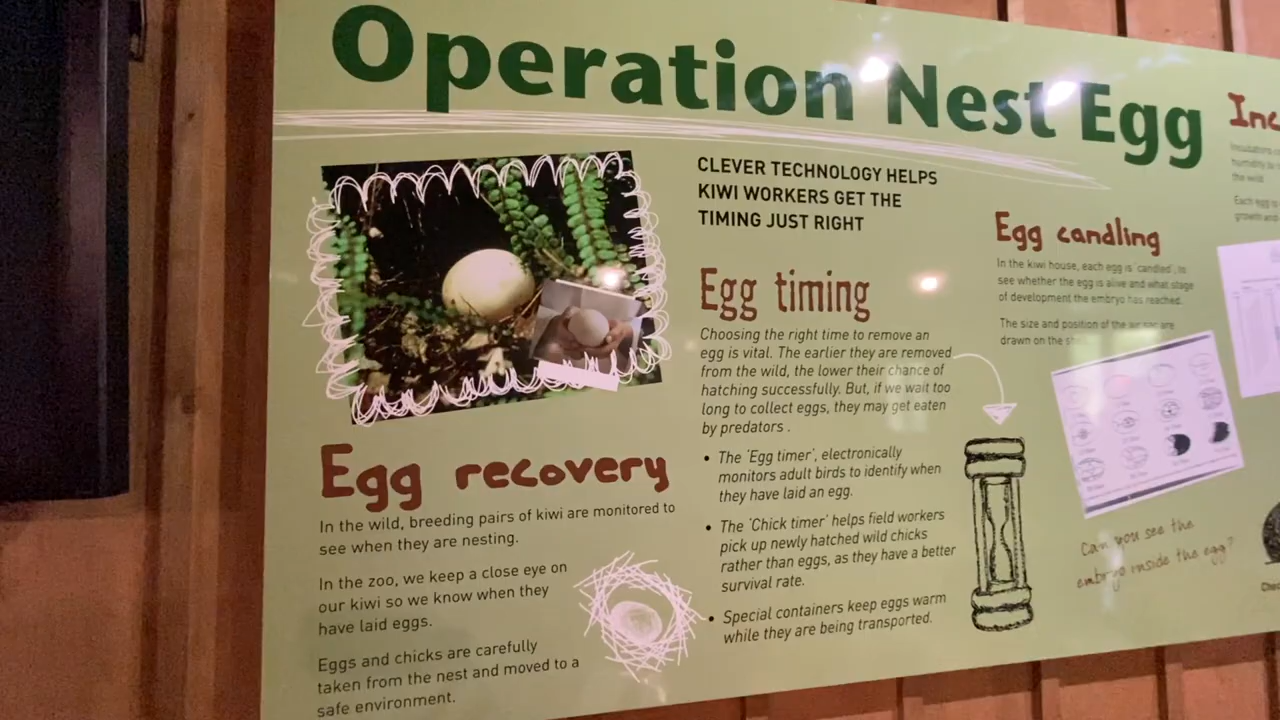 Operation Nest Egg
CLEVER TECHNOLOGY HELPS
KIWI WORKERS GET THE
TIMING JUST RIGHT
Egg recovery
In the wild, breeding pairs of kiwi are monitored to
see when they are nesting.
In the zoo, we keep a close eye on
our kiwi so we know when they
have laid eggs.
Eggs and chicks are carefully
taken from the nest and moved to a
safe environment.
Egg timing
Choosing the right time to remove an
egg is vital. The earlier they are removed
from the wild, the lower their chance of
hatching successfully. But, if we wait too
long to collect eggs, they may get eaten
by predators .
• The 'Egg timer', electronically
monitors adult birds to identify when
they have laid an egg.
• The 'Chick timer' helps field workers
pick up newly hatched wild chicks
rather than eggs, as they have a better
survival rate.
• Special containers keep eggs warm
while they are being transported.
Egg candling
In the kiwi house, each egg is 'candled', to
see whether the egg is alive and what stage
of development the embryo has reached.
The size and position of the air sac are
drawn on the
Can you see the
embryo inside the egg?
Inc
Each egg is
growth and